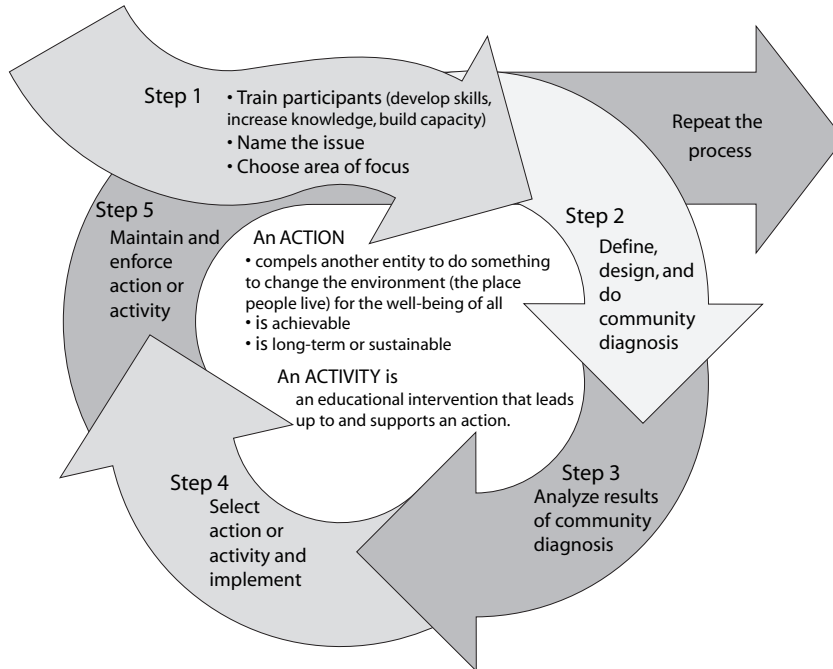 Step 1
• Train participants (develop skills,
increase knowledge, build capacity)
• Name the issue
• Choose area of focus
Repeat the
process
Step 2
Define,
design, and
do
community
diagnosis
Step 3
Analyze results
of community
diagnosis
Step 4
Select
action or
activity and
implement
Step 5
Maintain and
enforce
action or
activity
An ACTION
• compels another entity to do something
to change the environment (the place
people live) for the well-being of all
• is achievable
• is long-term or sustainable
An ACTIVITY is
an educational intervention that leads
up to and supports an action.